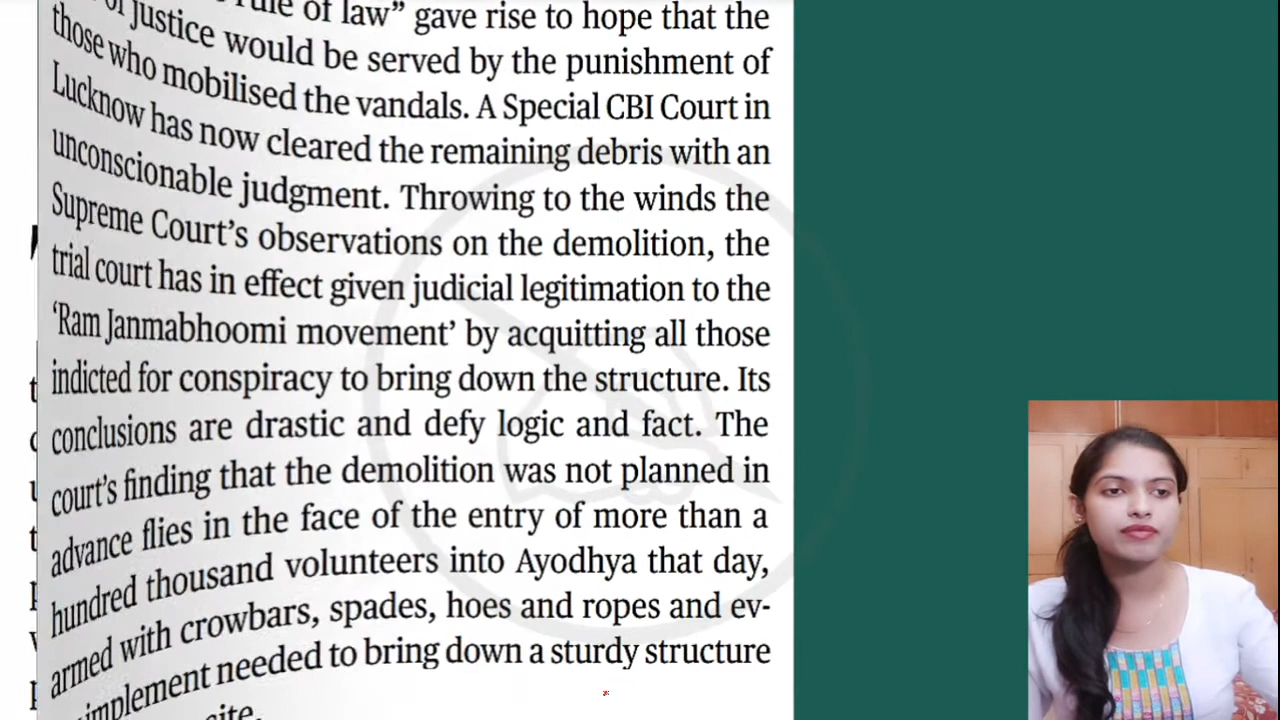 rule of law” gave rise to hope that the
of justice would be served by the punishment of
those who mobilised the vandals. A Special CBI Court in
Lucknow has now cleared the remaining debris with an
unconscionable judgment. Throwing to the winds the
Supreme Court’s observations on the demolition, the
trial court has in effect given judicial legitimation to the
‘Ram Janmabhoomi movement’ by acquitting all those
indicted for conspiracy to bring down the structure. Its
conclusions are drastic and defy logic and fact. The
court’s finding that the demolition was not planned in
advance flies in the face of the entry of more than a
hundred thousand volunteers into Ayodhya that day,
armed with crowbars, spades, hoes and ropes and ev-
implement needed to bring down a sturdy structure
site.